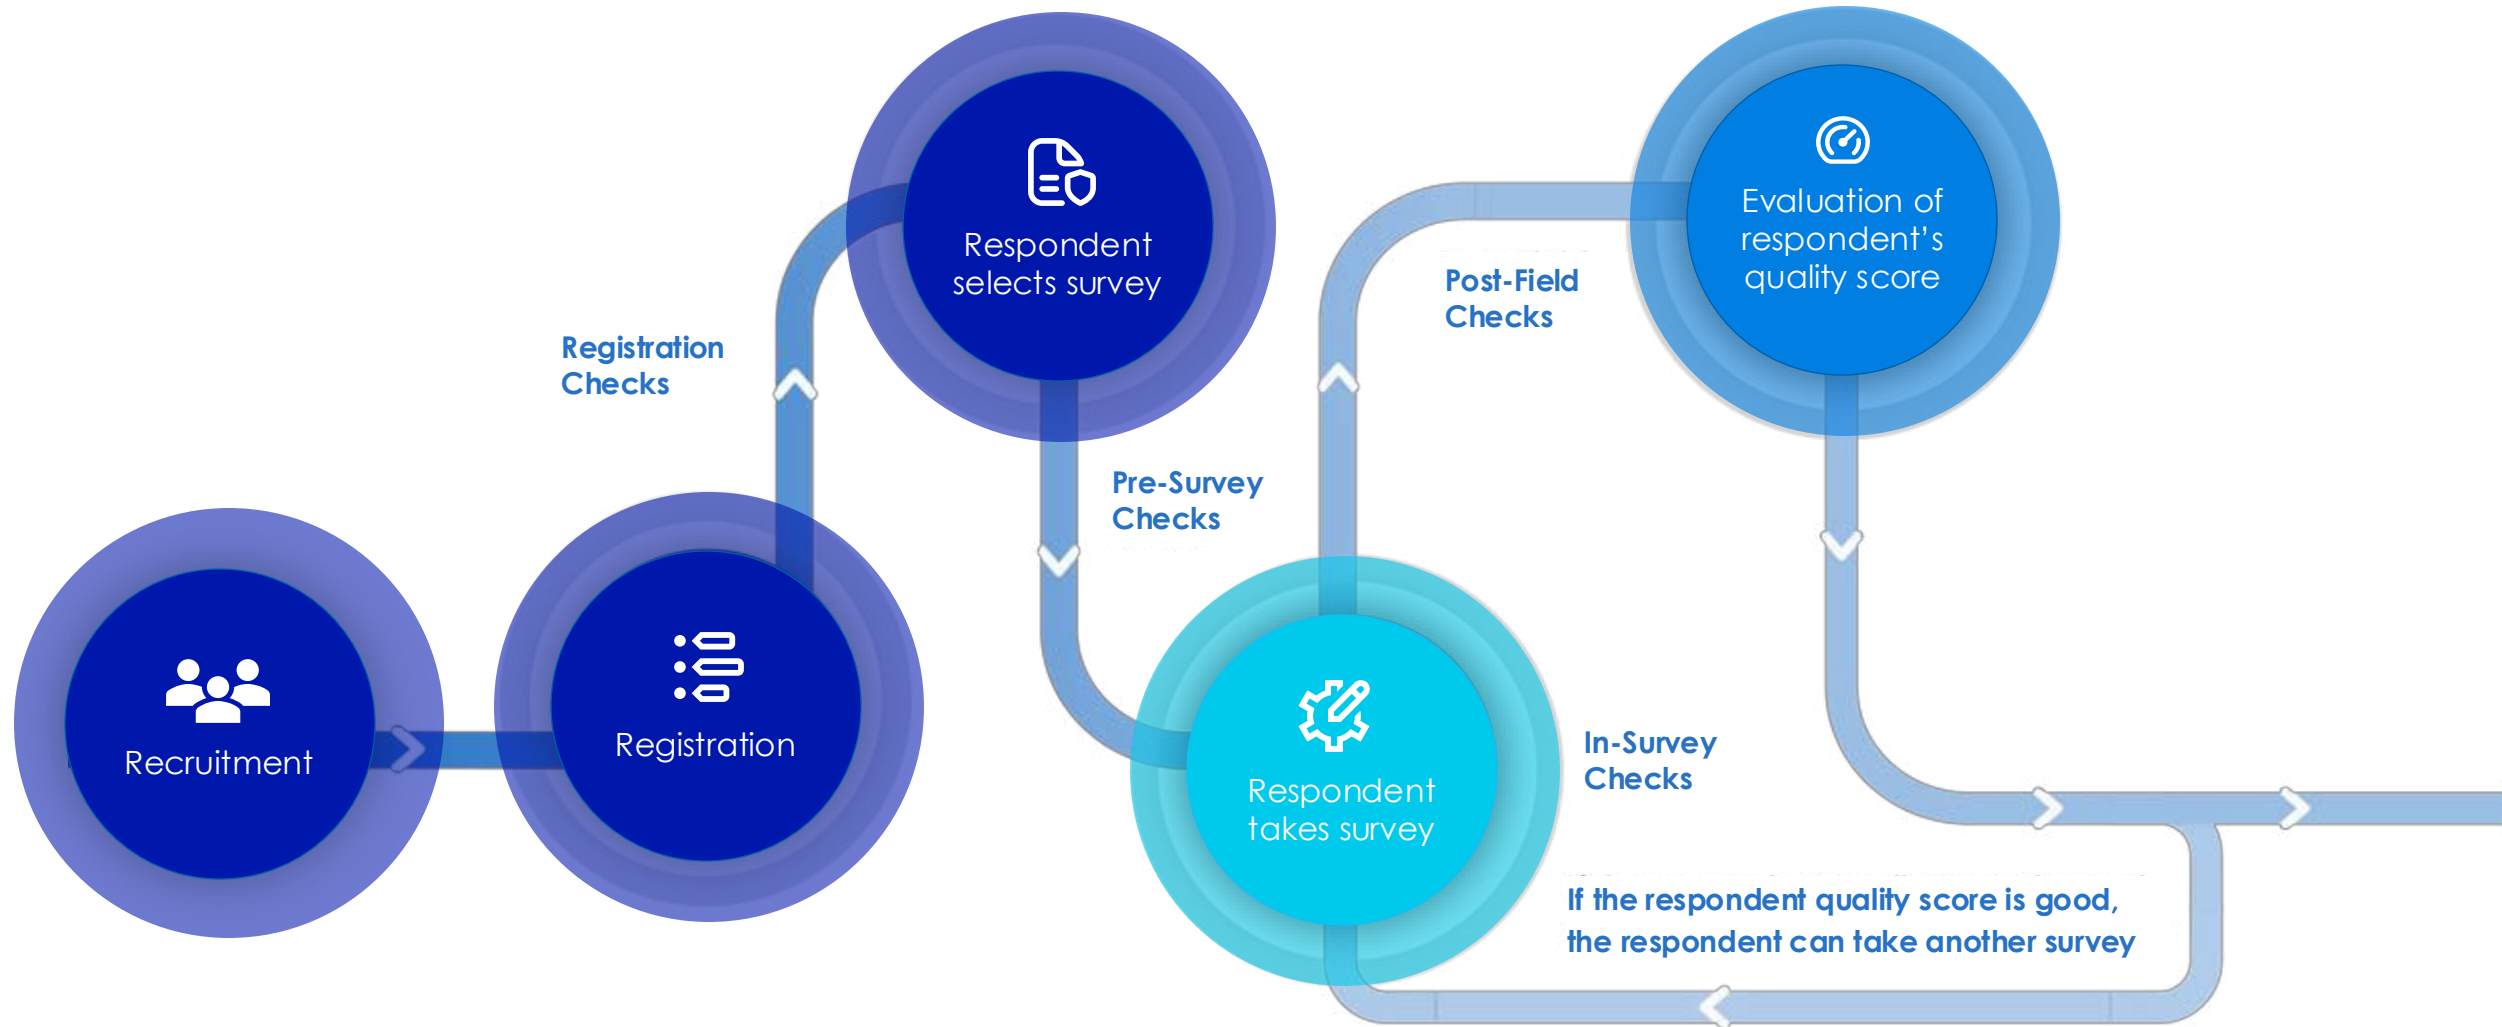 Recruitment
Registration
Registration
Checks
Respondent
selects survey
Pre-Survey
Checks
Respondent
takes survey
In-Survey
Checks
Post-Field
Checks
Evaluation of
respondent's
quality score
If the respondent quality score is good,
the respondent can take another survey